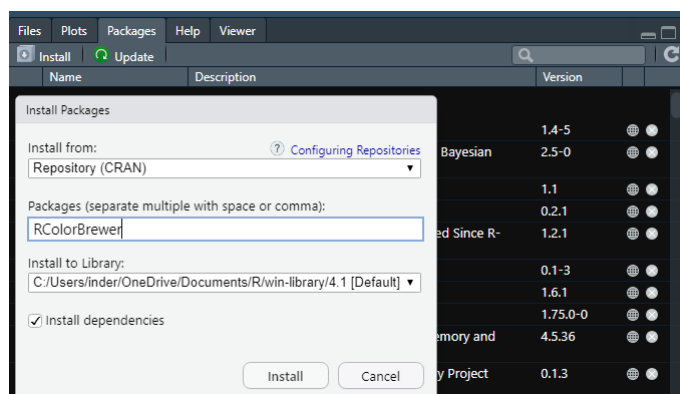 Files Plots Packages Help Viewer
Install Update
Name Description Version
Install Packages
Install from:
? Configuring Repositories
Repository (CRAN)
Packages (separate multiple with space or comma):
RColorBrewer
Install to Library:
C:/Users/inder/OneDrive/Documents/R/win-library/4.1 [Default]
Install dependencies
Install Cancel
1.4-5
Bayesian 2.5-0
1.1
0.2.1
ed Since R- 1.2.1
0.1-3
1.6.1
1.75.0-0
emory and 4.5.36
y Project 0.1.3